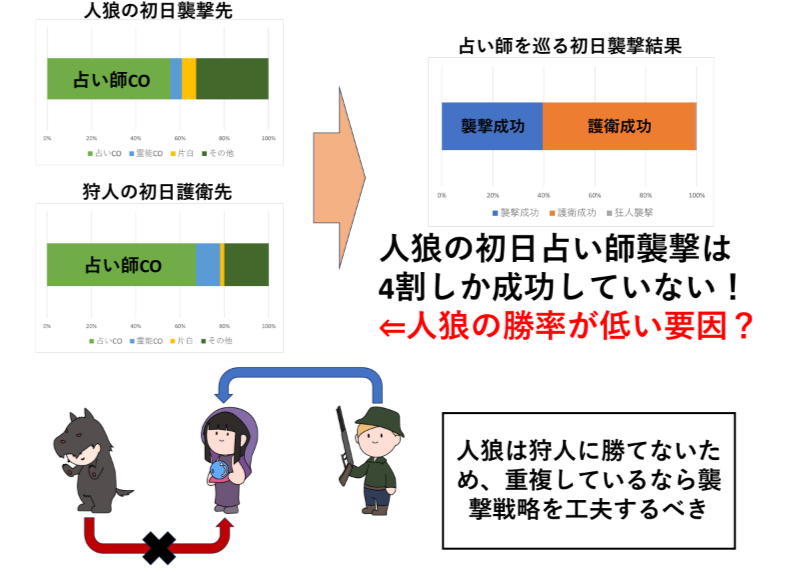 人狼の初日襲撃先
占い師CO
0% 20% 40% 60% 80% 100%
占いCO 霊能CO 片白 その他
狩人の初日護衛先
占い師CO
0% 20% 40% 60% 80% 100%
占いCO 霊能CO 片白 その他
占い師を巡る初日襲撃結果
襲撃成功 護衛成功
0% 20% 40% 60% 80% 100%
襲撃成功 護衛成功 狂人襲撃
人狼の初日占い師襲撃は
4割しか成功していない！
⇐人狼の勝率が低い要因？
人狼は狩人に勝てないた
め、重複しているなら襲
撃戦略を工夫するべき